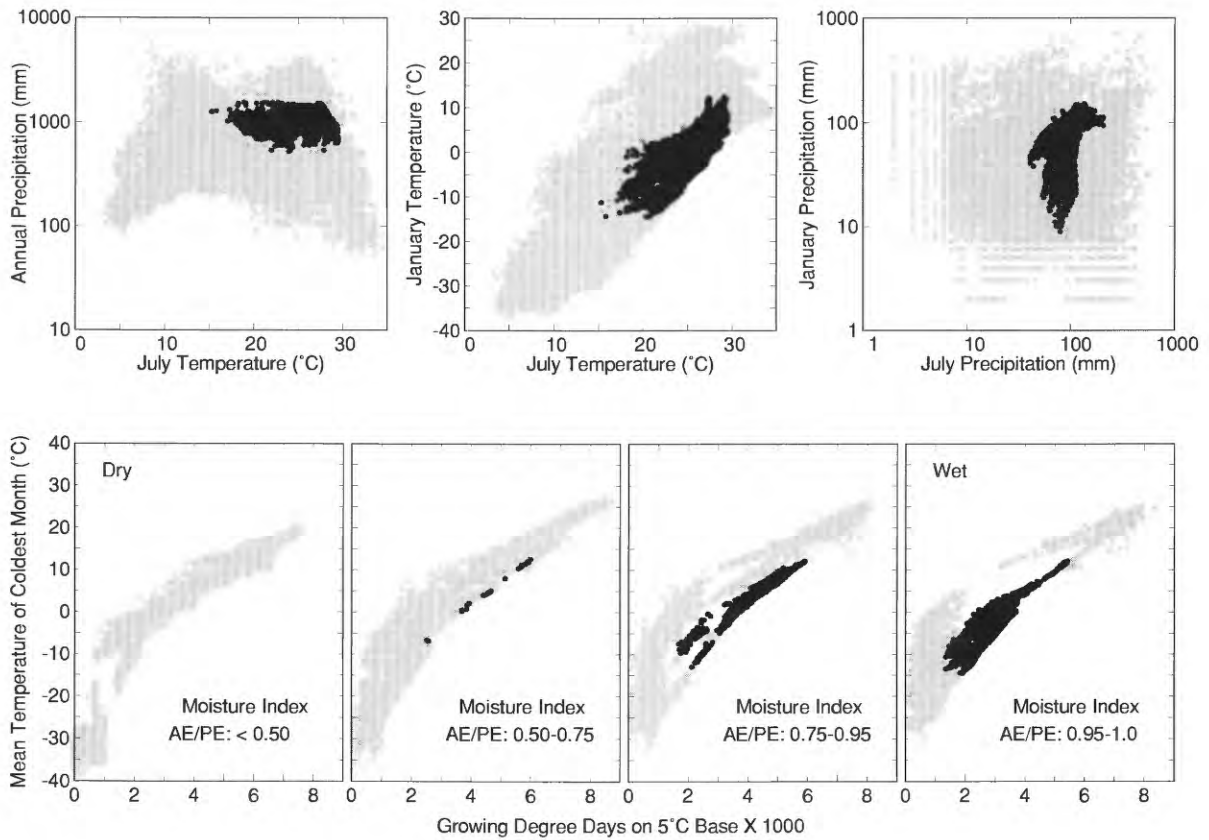 10000
1000
100
10
Annual Precipitation (mm)
0
10
20
30
July Temperature (°C)
30
20
10
0
-10
-20
-30
-40
January Temperature (°C)
0
10
20
30
July Temperature (°C)
1000
100
10
1
January Precipitation (mm)
1
10
100
1000
July Precipitation (mm)
40
30
20
10
0
-10
-20
-30
-40
Mean Temperature of Coldest Month (°C)
Dry
Moisture Index
AE/PE: < 0.50
0 2 4 6 8
Moisture Index
AE/PE: 0.50-0.75
0 2 4 6 8
Moisture Index
AE/PE: 0.75-0.95
0 2 4 6 8
Wet
Moisture Index
AE/PE: 0.95-1.0
0 2 4 6 8
Growing Degree Days on 5°C Base X 1000